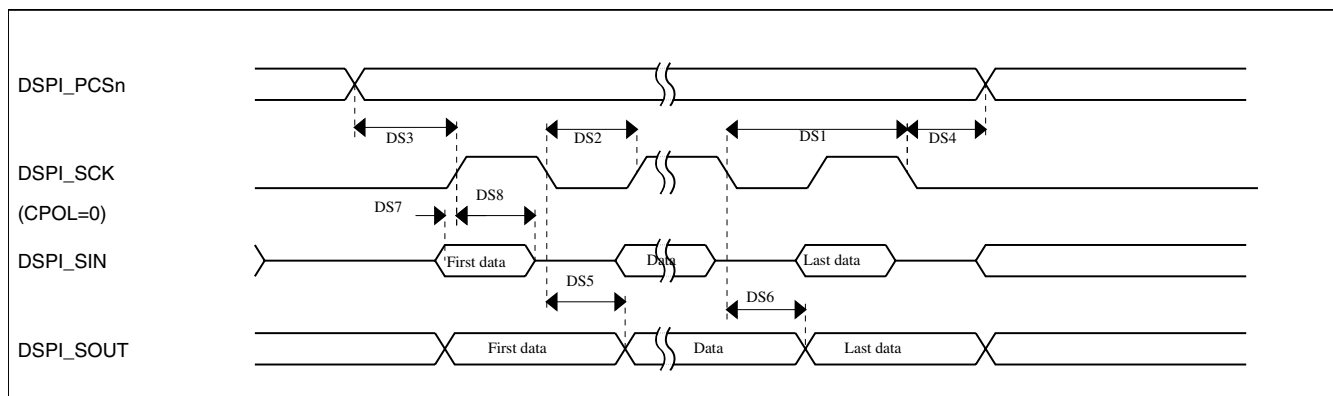 DSPI_PCSn
DS3
DS2
DS1
DS4
DSPI_SCK
(CPOL=0)
DS7
DS8
DSPI_SIN
First data
Data
Last data
DS5
DS6
DSPI_SOUT
First data
Data
Last data